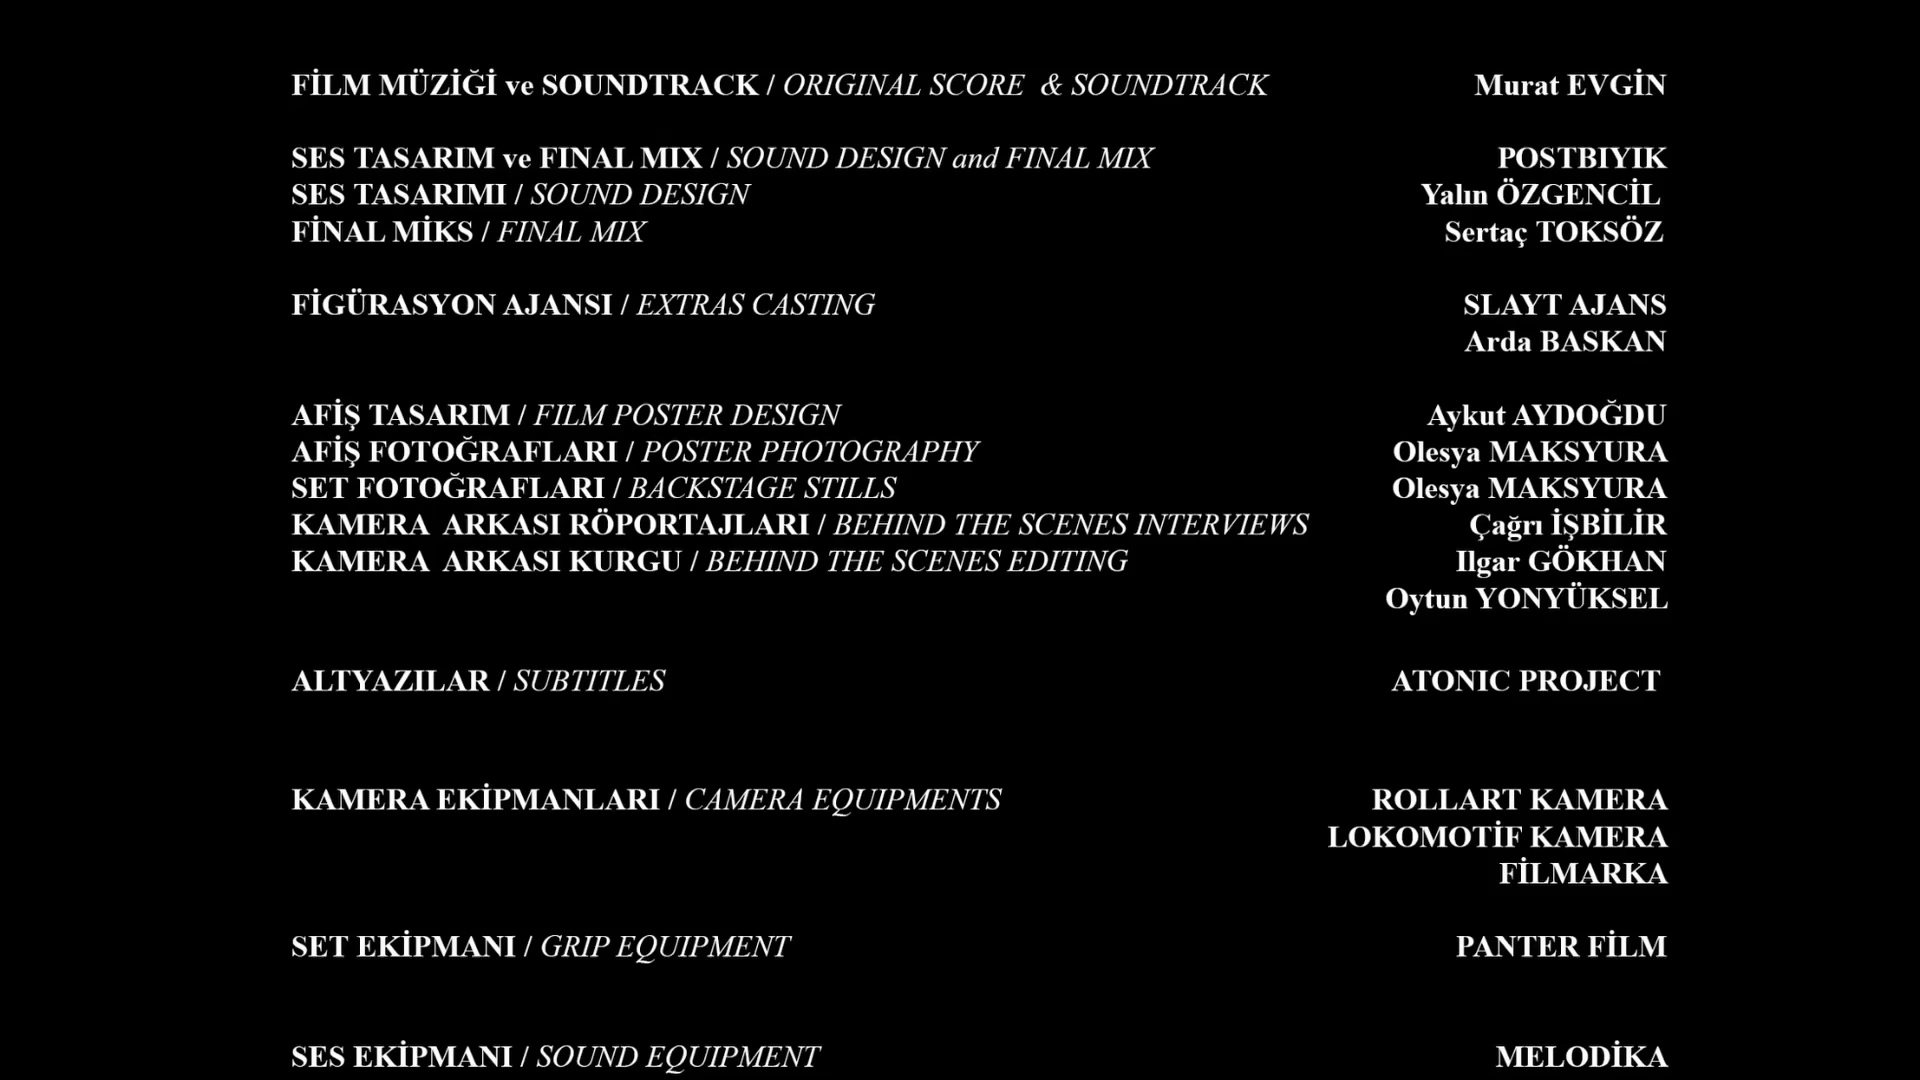 FİLM MÜZİĞİ ve SOUNDTRACK / ORIGINAL SCORE & SOUNDTRACK Murat EVGİN
SES TASARIM ve FINAL MIX / SOUND DESIGN and FINAL MIX POSTBIYIK
SES TASARIMI / SOUND DESIGN Yalın ÖZGENCİL
FİNAL MİKS / FINAL MIX Sertaç TOKSÖZ
FİGÜRASYON AJANSI / EXTRAS CASTING SLAYT AJANS
Arda BASKAN
AFİŞ TASARIM / FILM POSTER DESIGN Aykut AYDOĞDU
AFİŞ FOTOĞRAFLARI / POSTER PHOTOGRAPHY Olesya MAKSYURA
SET FOTOĞRAFLARI / BACKSTAGE STILLS Olesya MAKSYURA
KAMERA ARKASI RÖPORTAJLARI / BEHIND THE SCENES INTERVIEWS Çağrı İŞBİLİR
KAMERA ARKASI KURGU / BEHIND THE SCENES EDITING Ilgar GÖKHAN
Oytun YONYÜKSEL
ALTYAZILAR / SUBTITLES ATONIC PROJECT
KAMERA EKİPMANLARI / CAMERA EQUIPMENTS ROLLART KAMERA
LOKOMOTİF KAMERA
FİLMARKA
SET EKİPMANI / GRIP EQUIPMENT PANTER FİLM
SES EKİPMANI / SOUND EQUIPMENT MELODİKA